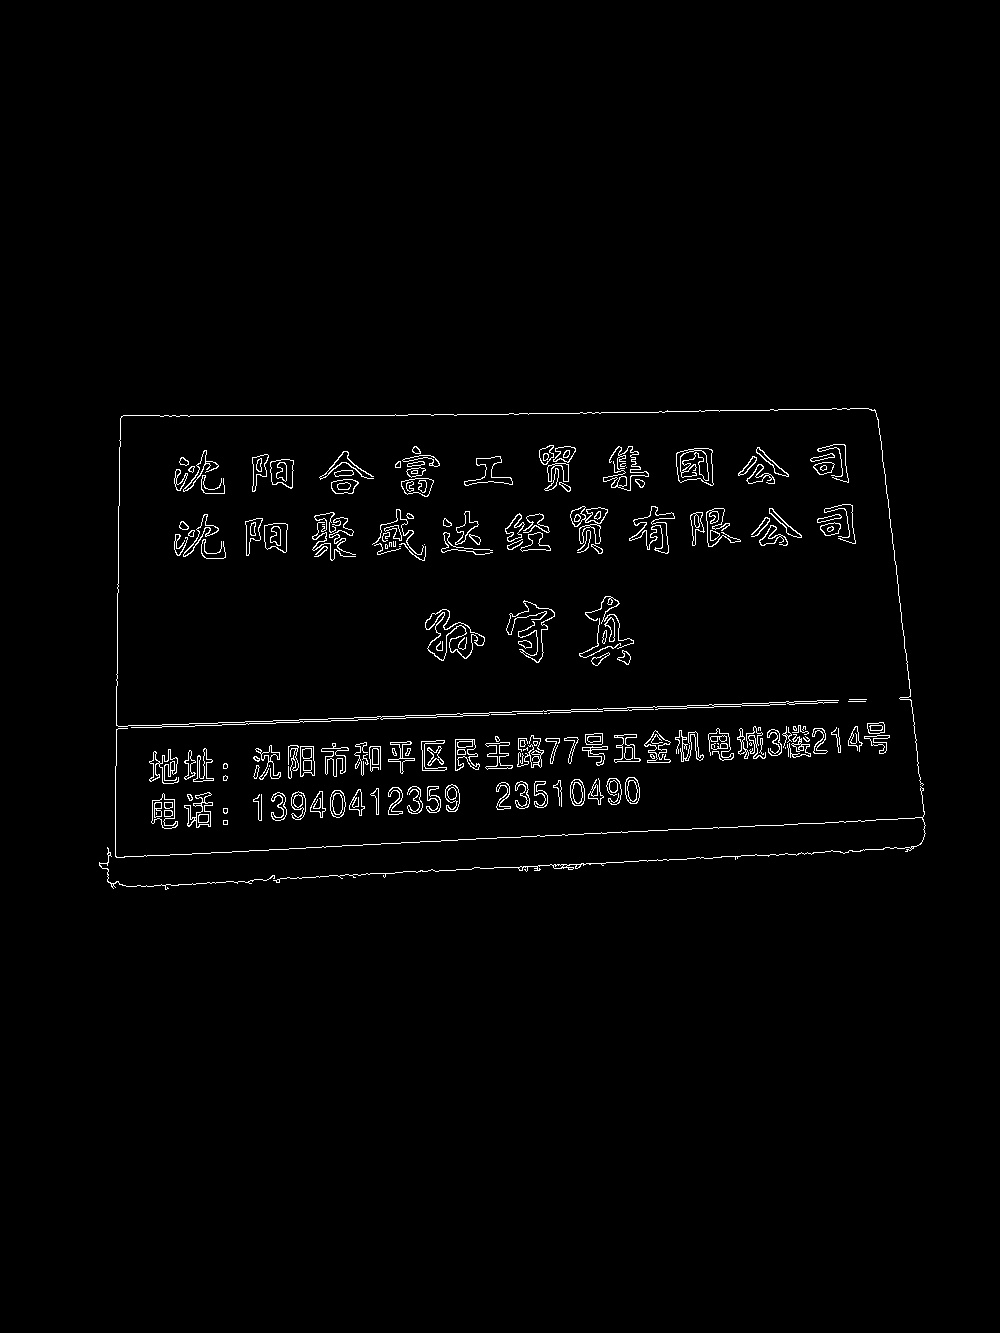 沈阳合富工贸集团公司
沈阳聚盛达经贸有限公司
孙守真
地址：沈阳市和平区民主路77号五金机电城3楼214号
电话：13940412359 23510490